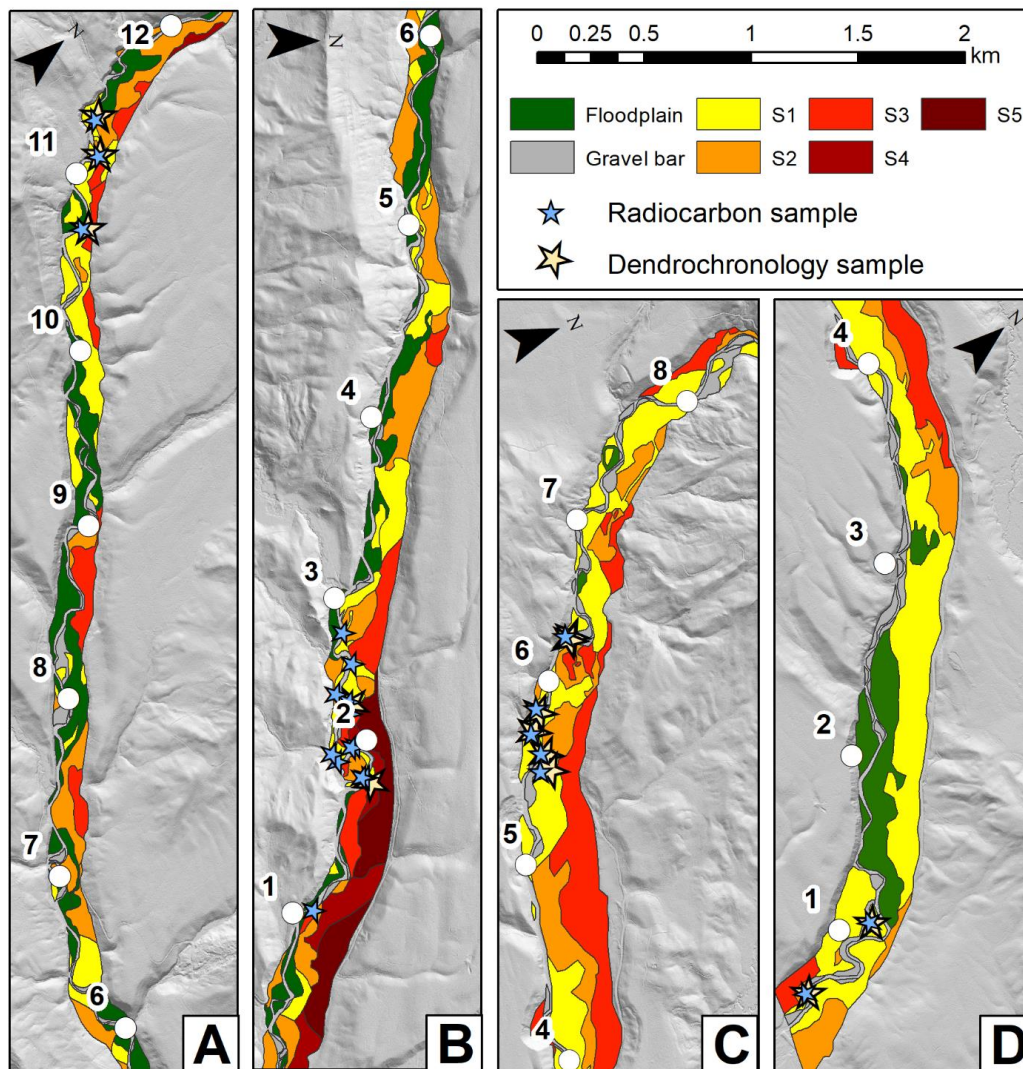 12
11
10
9
8
7
6
A
N
6
5
4
3
2
1
B
N
0 0.25 0.5 1 1.5 2
km
Floodplain S1 S3 S5
Gravel bar S2 S4
Radiocarbon sample
Dendrochronology sample
N
8
7
6
5
4
C
N
4
3
2
1
D
N